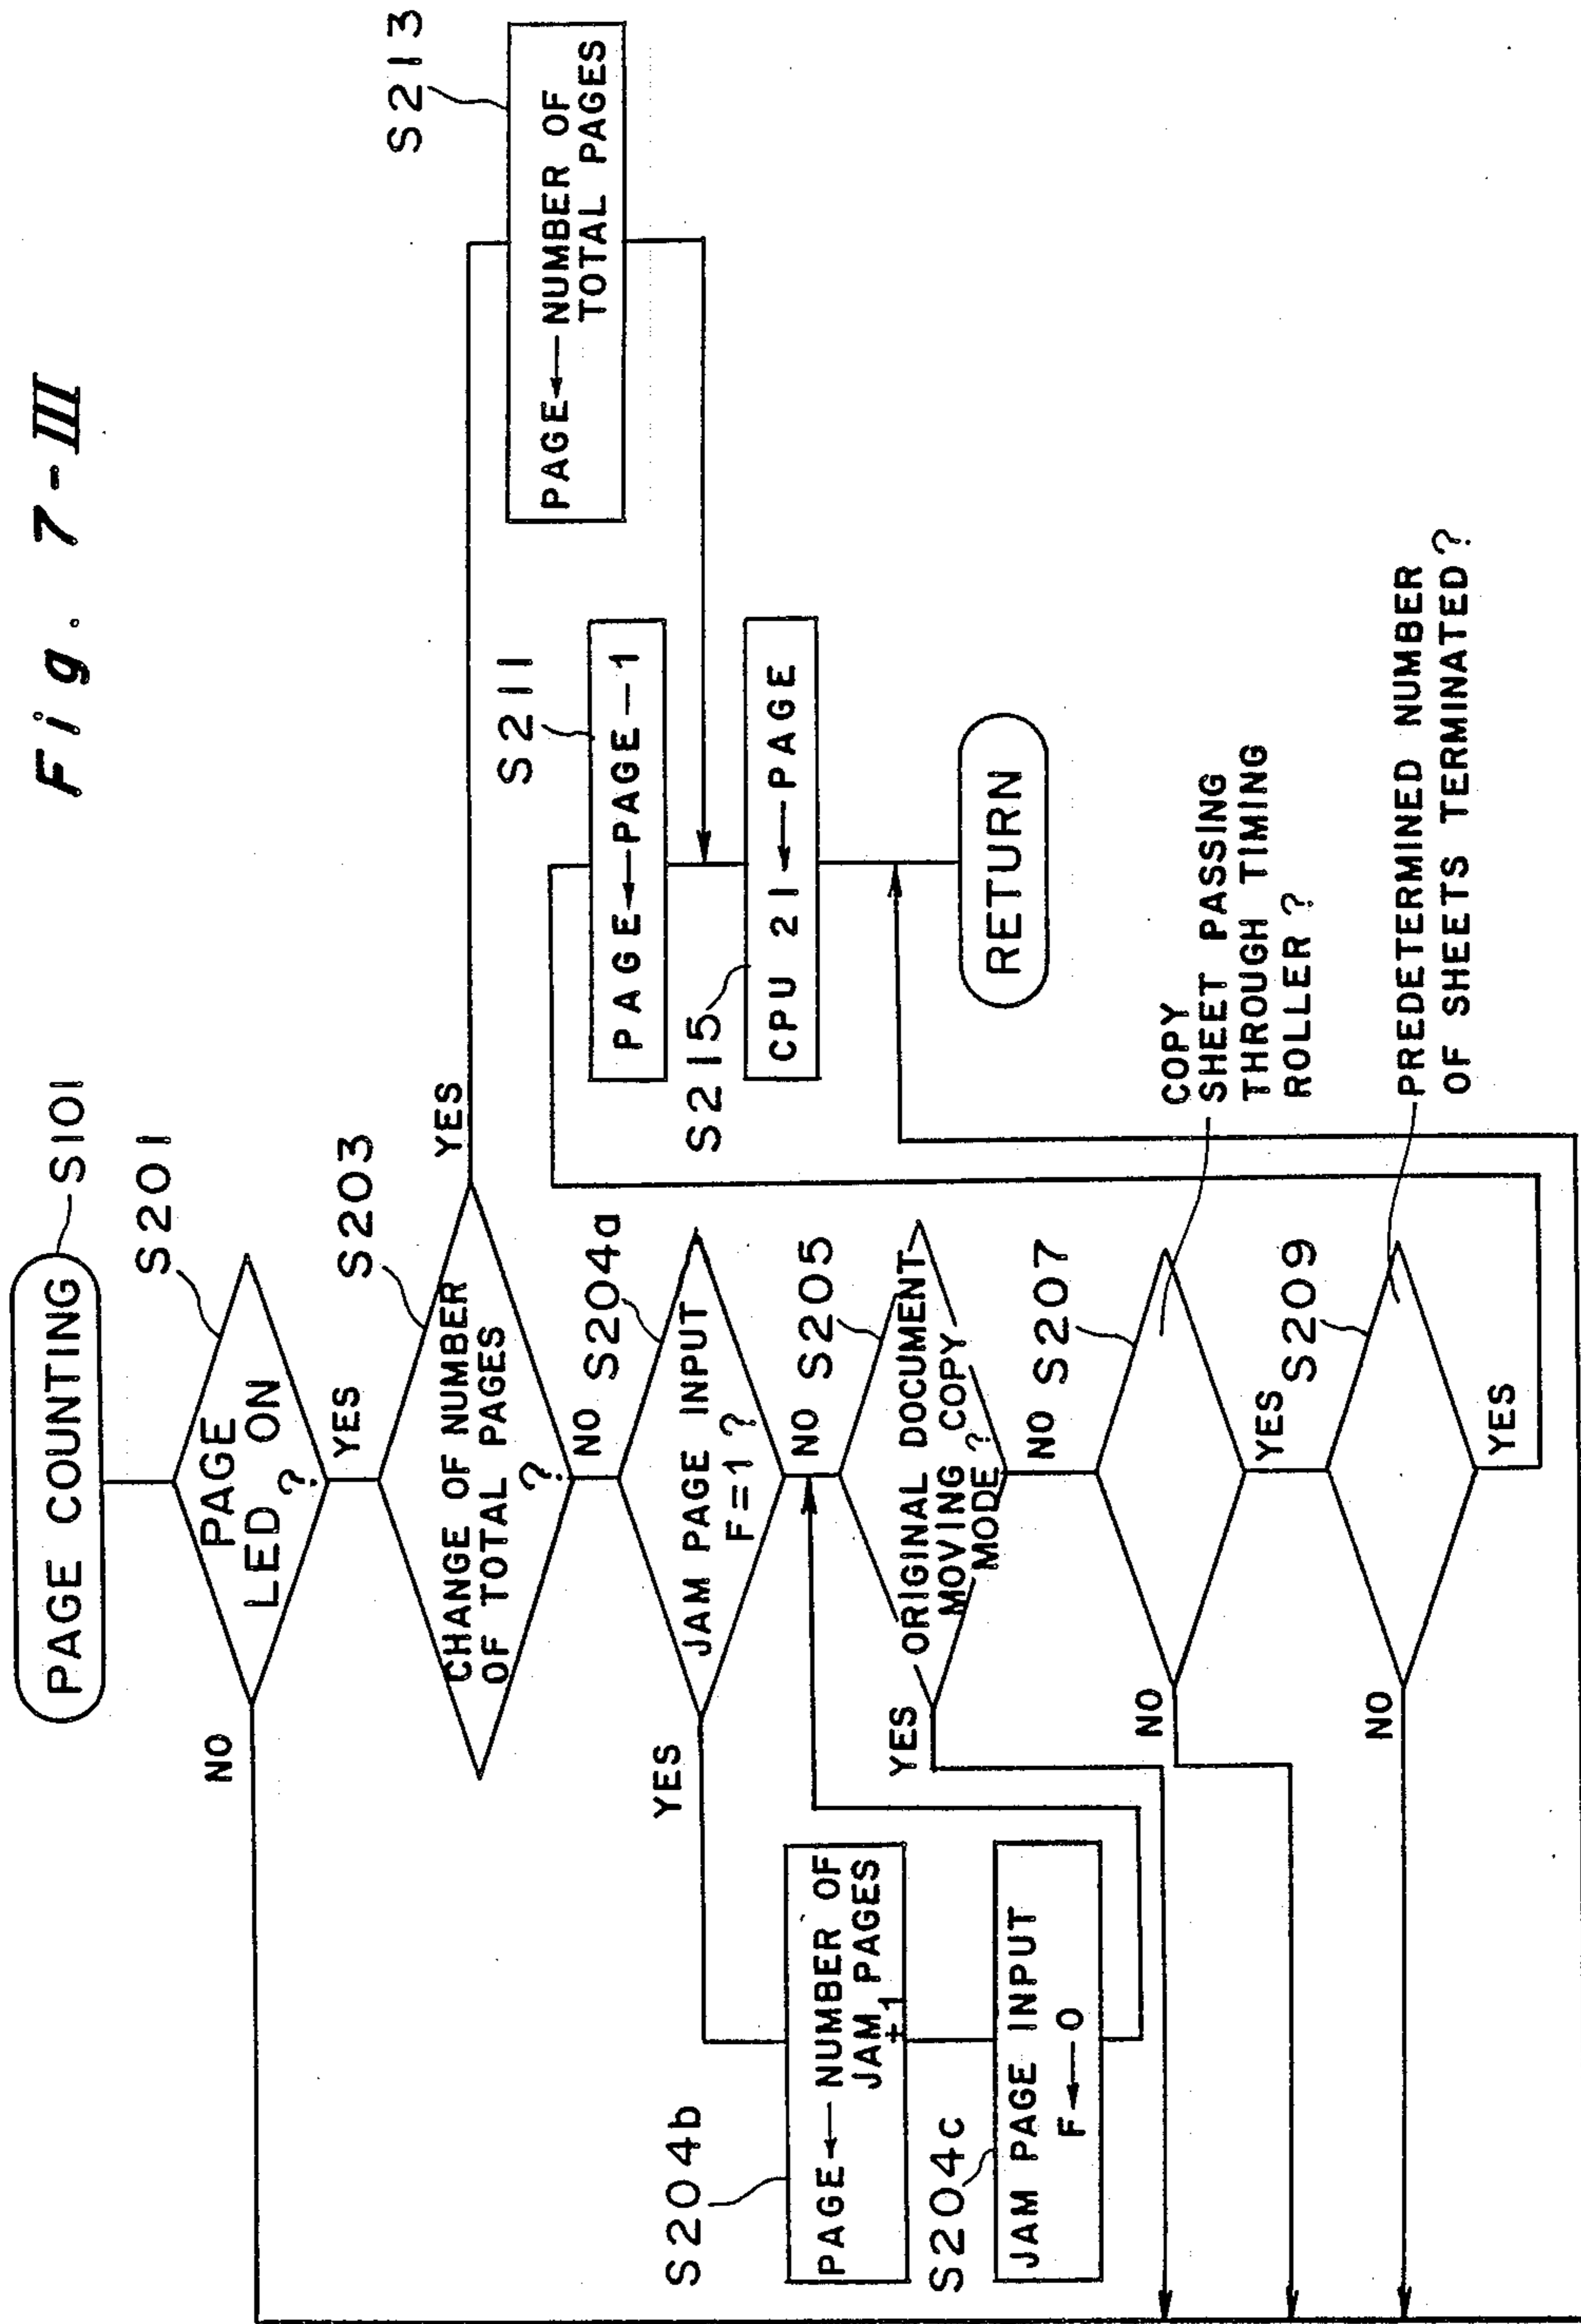 Fig. 7-III
PAGE COUNTING
S101
S201
PAGE
LED ON
?
NO
YES
S203
CHANGE OF NUMBER
OF TOTAL PAGES
?
YES
NO
S213
PAGE←NUMBER OF
TOTAL PAGES
S204a
JAM PAGE INPUT
F=1 ?
YES
NO
S204b
PAGE←NUMBER OF
JAM PAGES
+1
S204c
JAM PAGE INPUT
F←0
S205
ORIGINAL DOCUMENT
MOVING COPY
MODE ?
YES
NO
S207
COPY
SHEET PASSING
THROUGH TIMING
ROLLER ?
NO
YES
S209
PREDETERMINED NUMBER
OF SHEETS TERMINATED ?
NO
YES
S211
PAGE←PAGE-1
S215
CPU 21←PAGE
RETURN